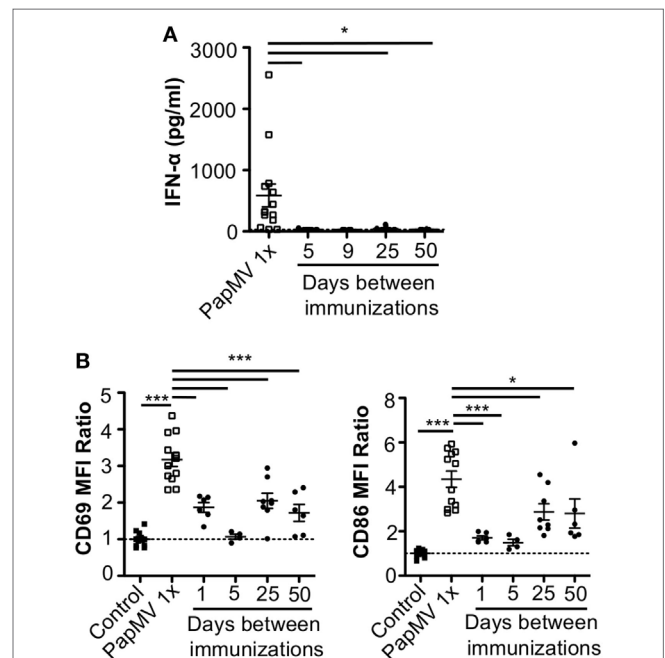 A
*
3000
2000
1000
0
IFN-α (pg/ml)
PapMV 1x
5 9 25 50
Days between
immunizations
B
***
***
5
4
3
2
1
0
CD69 MFI Ratio
Control
PapMV 1x
1 5 25 50
Days between
immunizations
*
***
***
8
6
4
2
0
CD86 MFI Ratio
Control
PapMV 1x
1 5 25 50
Days between
immunizations